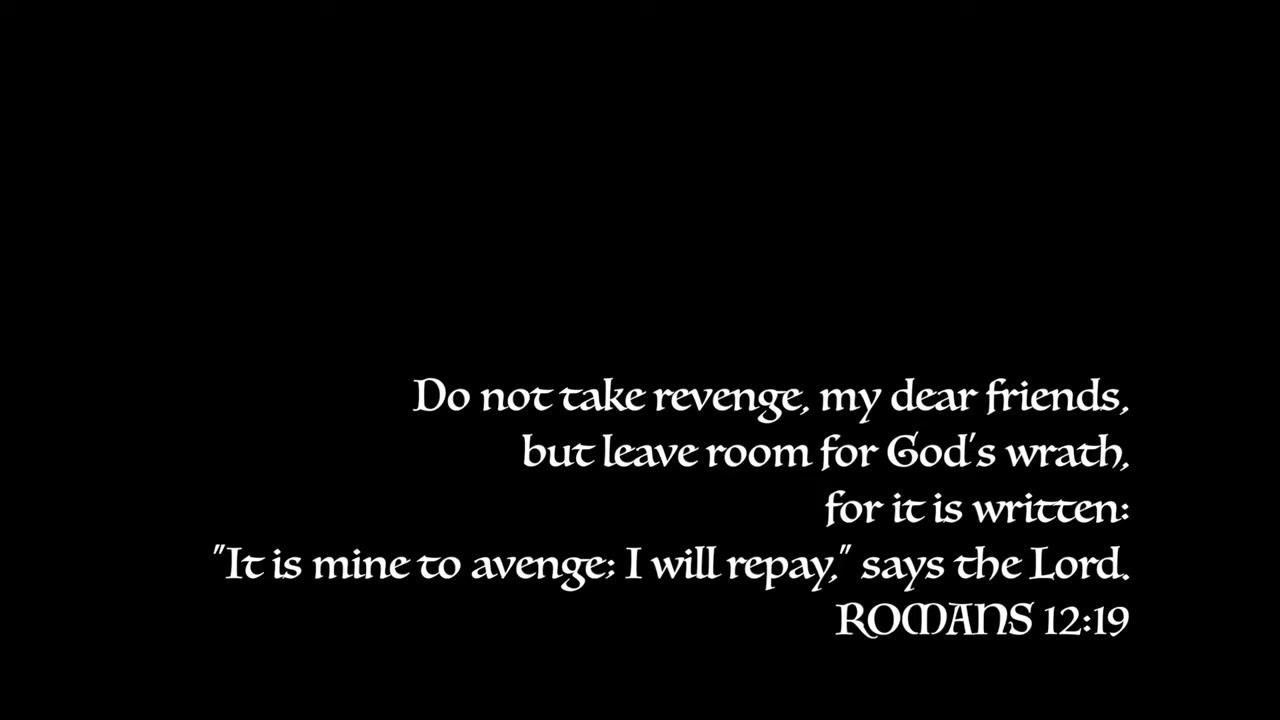 Do not take revenge, my dear friends,
but leave room for God's wrath,
for it is written:
"It is mine to avenge; I will repay," says the Lord.
ROMANS 12:19